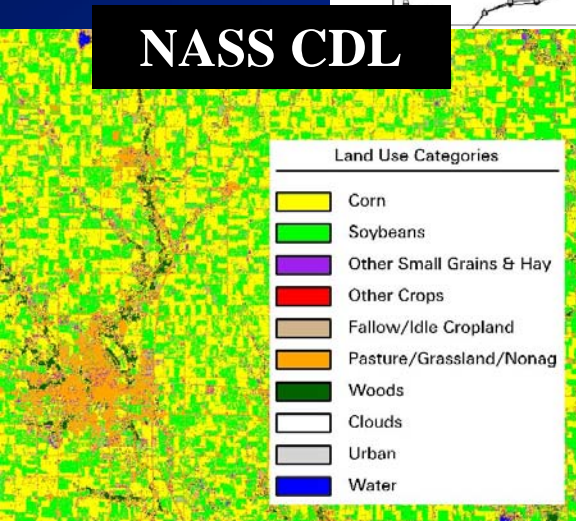 NASS CDL
Land Use Categories
Corn
Soybeans
Other Small Grains & Hay
Other Crops
Fallow/Idle Cropland
Pasture/Grassland/Nonag
Woods
Clouds
Urban
Water